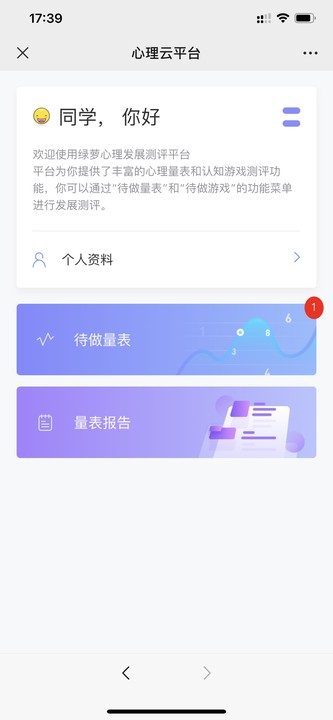 17:39
心理云平台
同学， 你好
欢迎使用绿萝心理发展测评平台
平台为你提供了丰富的心理量表和认知游戏测评功
能，你可以通过“待做量表”和“待做游戏”的功能菜单
进行发展测评。
个人资料
1
待做量表
6
8
3
4
量表报告